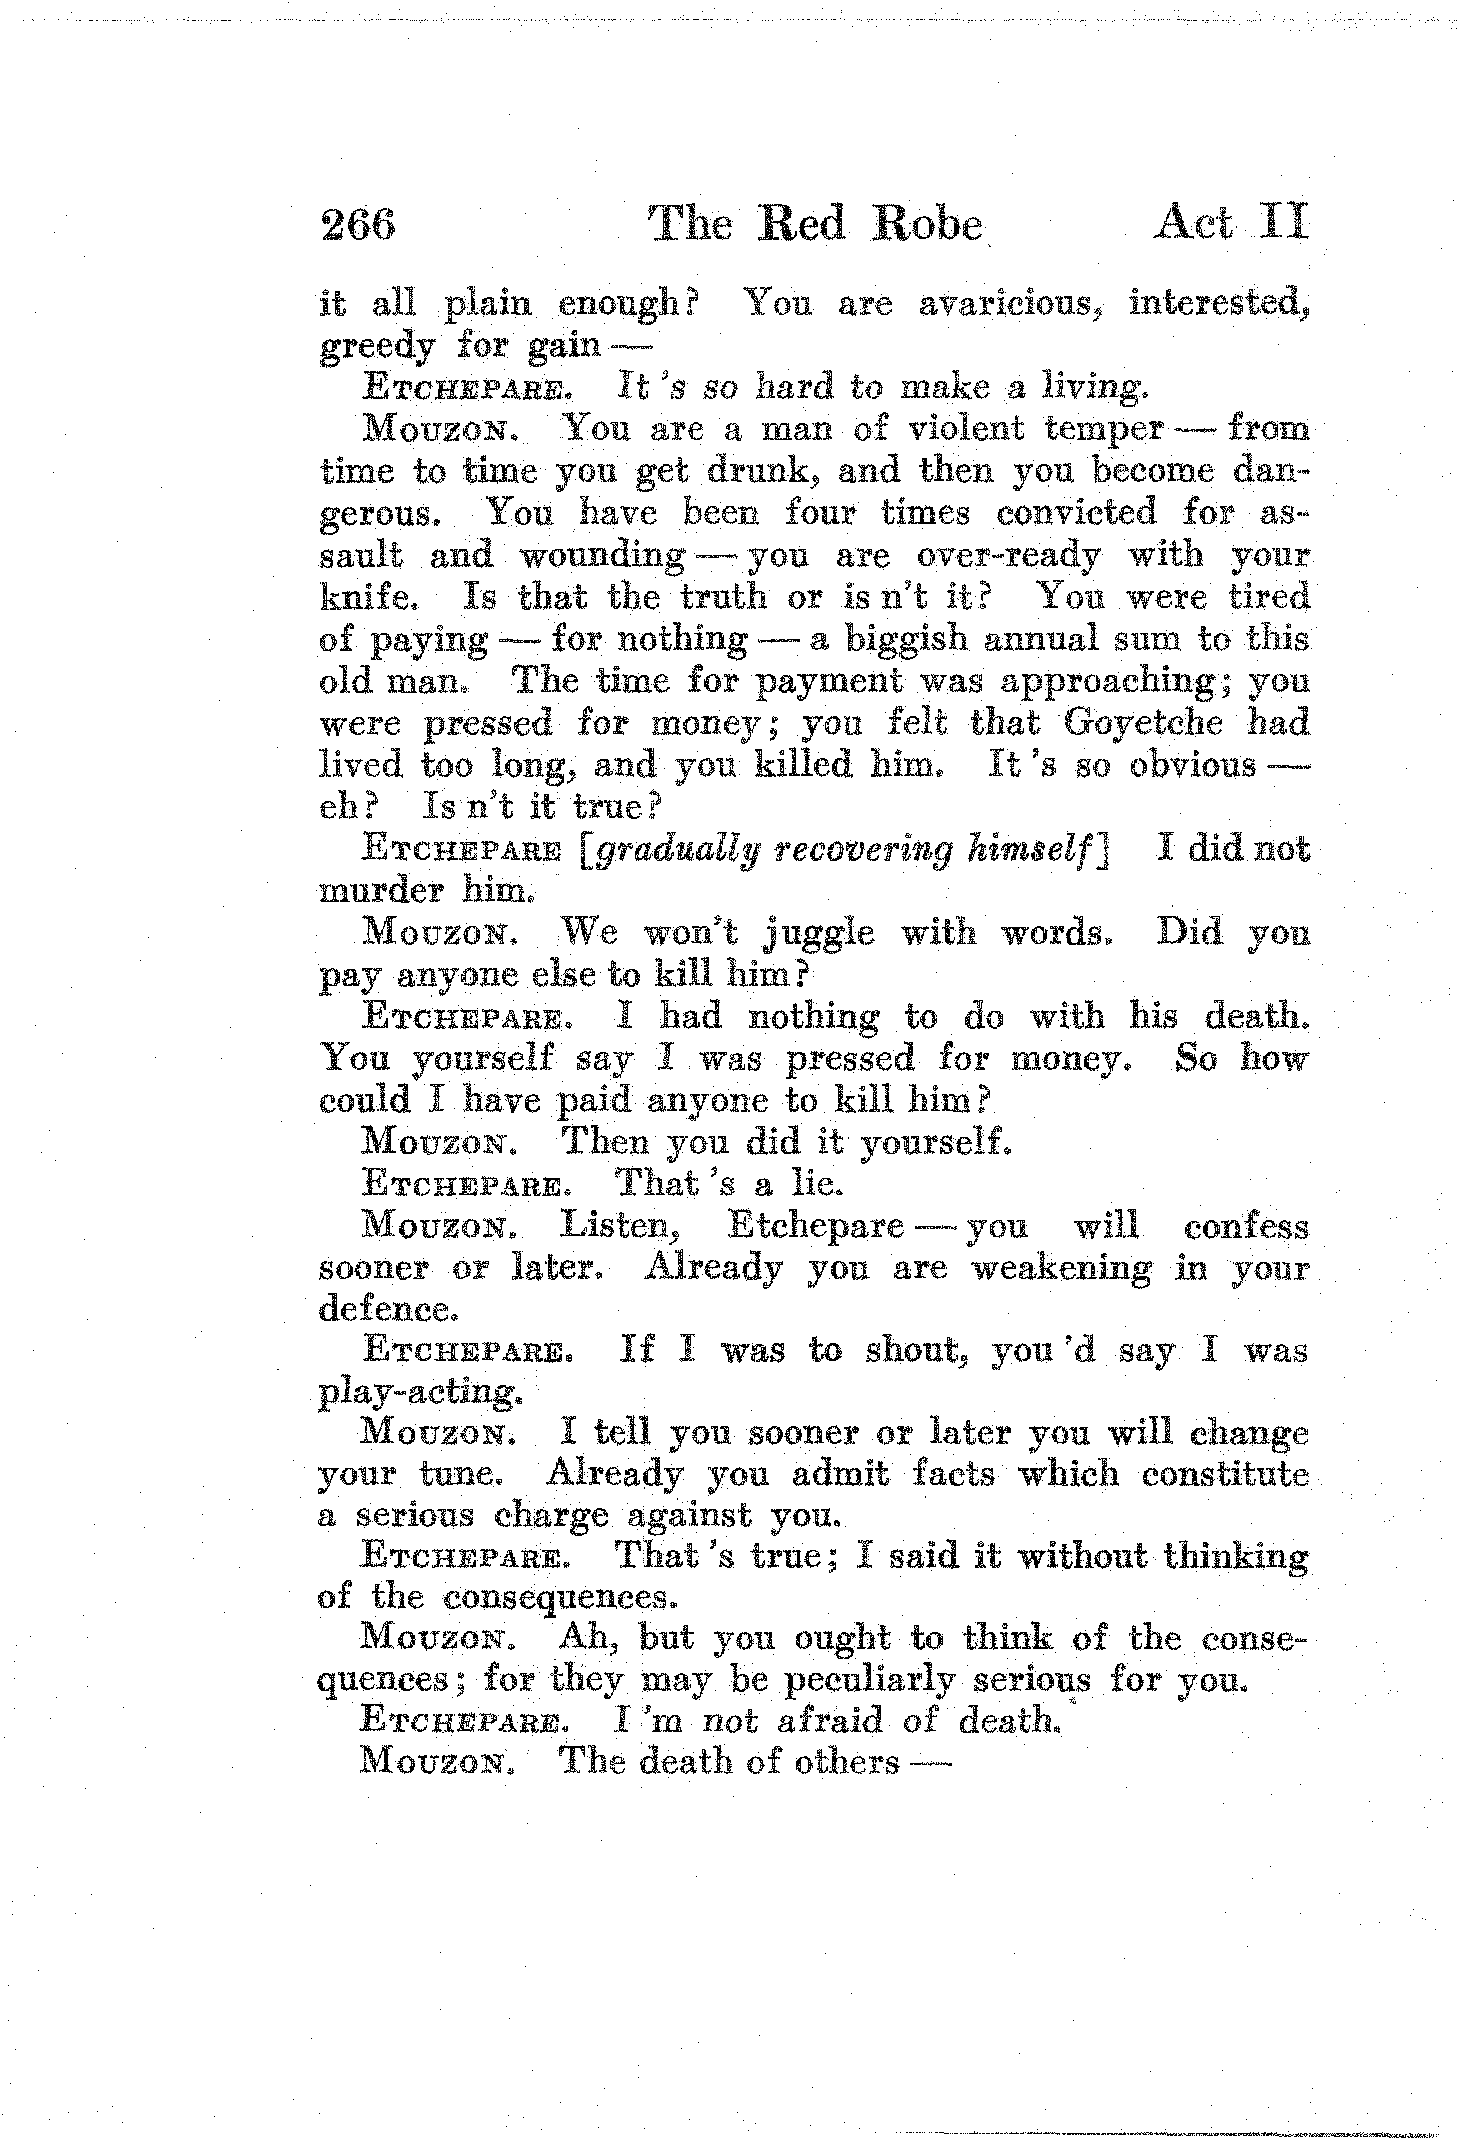 266 The Red Robe Act II
it all plain enough? You are avaricious, interested,
greedy for gain —
ETCHEPARE. It 's so hard to make a living.
MOUZON. You are a man of violent temper — from
time to time you get drunk, and then you become dan-
gerous. You have been four times convicted for as-
sault and wounding — you are over-ready with your
knife. Is that the truth or is n't it? You were tired
of paying — for nothing — a biggish annual sum to this
old man. The time for payment was approaching; you
were pressed for money; you felt that Goyetche had
lived too long, and you killed him. It 's so obvious —
eh? Is n't it true?
ETCHEPARE [gradually recovering himself] I did not
murder him.
MOUZON. We won't juggle with words. Did you
pay anyone else to kill him?
ETCHEPARE. I had nothing to do with his death.
You yourself say I was pressed for money. So how
could I have paid anyone to kill him?
MOUZON. Then you did it yourself.
ETCHEPARE. That 's a lie.
MOUZON. Listen, Etchepare — you will confess
sooner or later. Already you are weakening in your
defence.
ETCHEPARE. If I was to shout, you 'd say I was
play-acting.
MOUZON. I tell you sooner or later you will change
your tune. Already you admit facts which constitute
a serious charge against you.
ETCHEPARE. That 's true; I said it without thinking
of the consequences.
MOUZON. Ah, but you ought to think of the conse-
quences; for they may be peculiarly serious for you.
ETCHEPARE. I 'm not afraid of death.
MOUZON. The death of others —